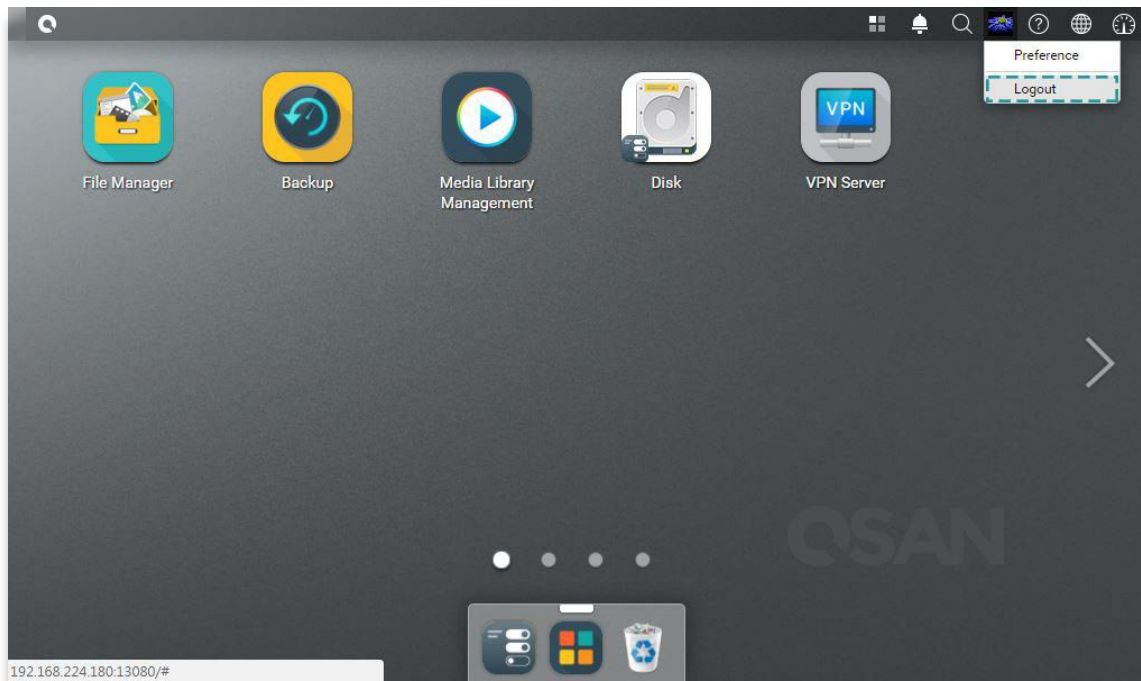 Preference
Logout
VPN
File Manager
Backup
Media Library
Management
Disk
VPN Server
QSAN
192.168.224.180:13080/#